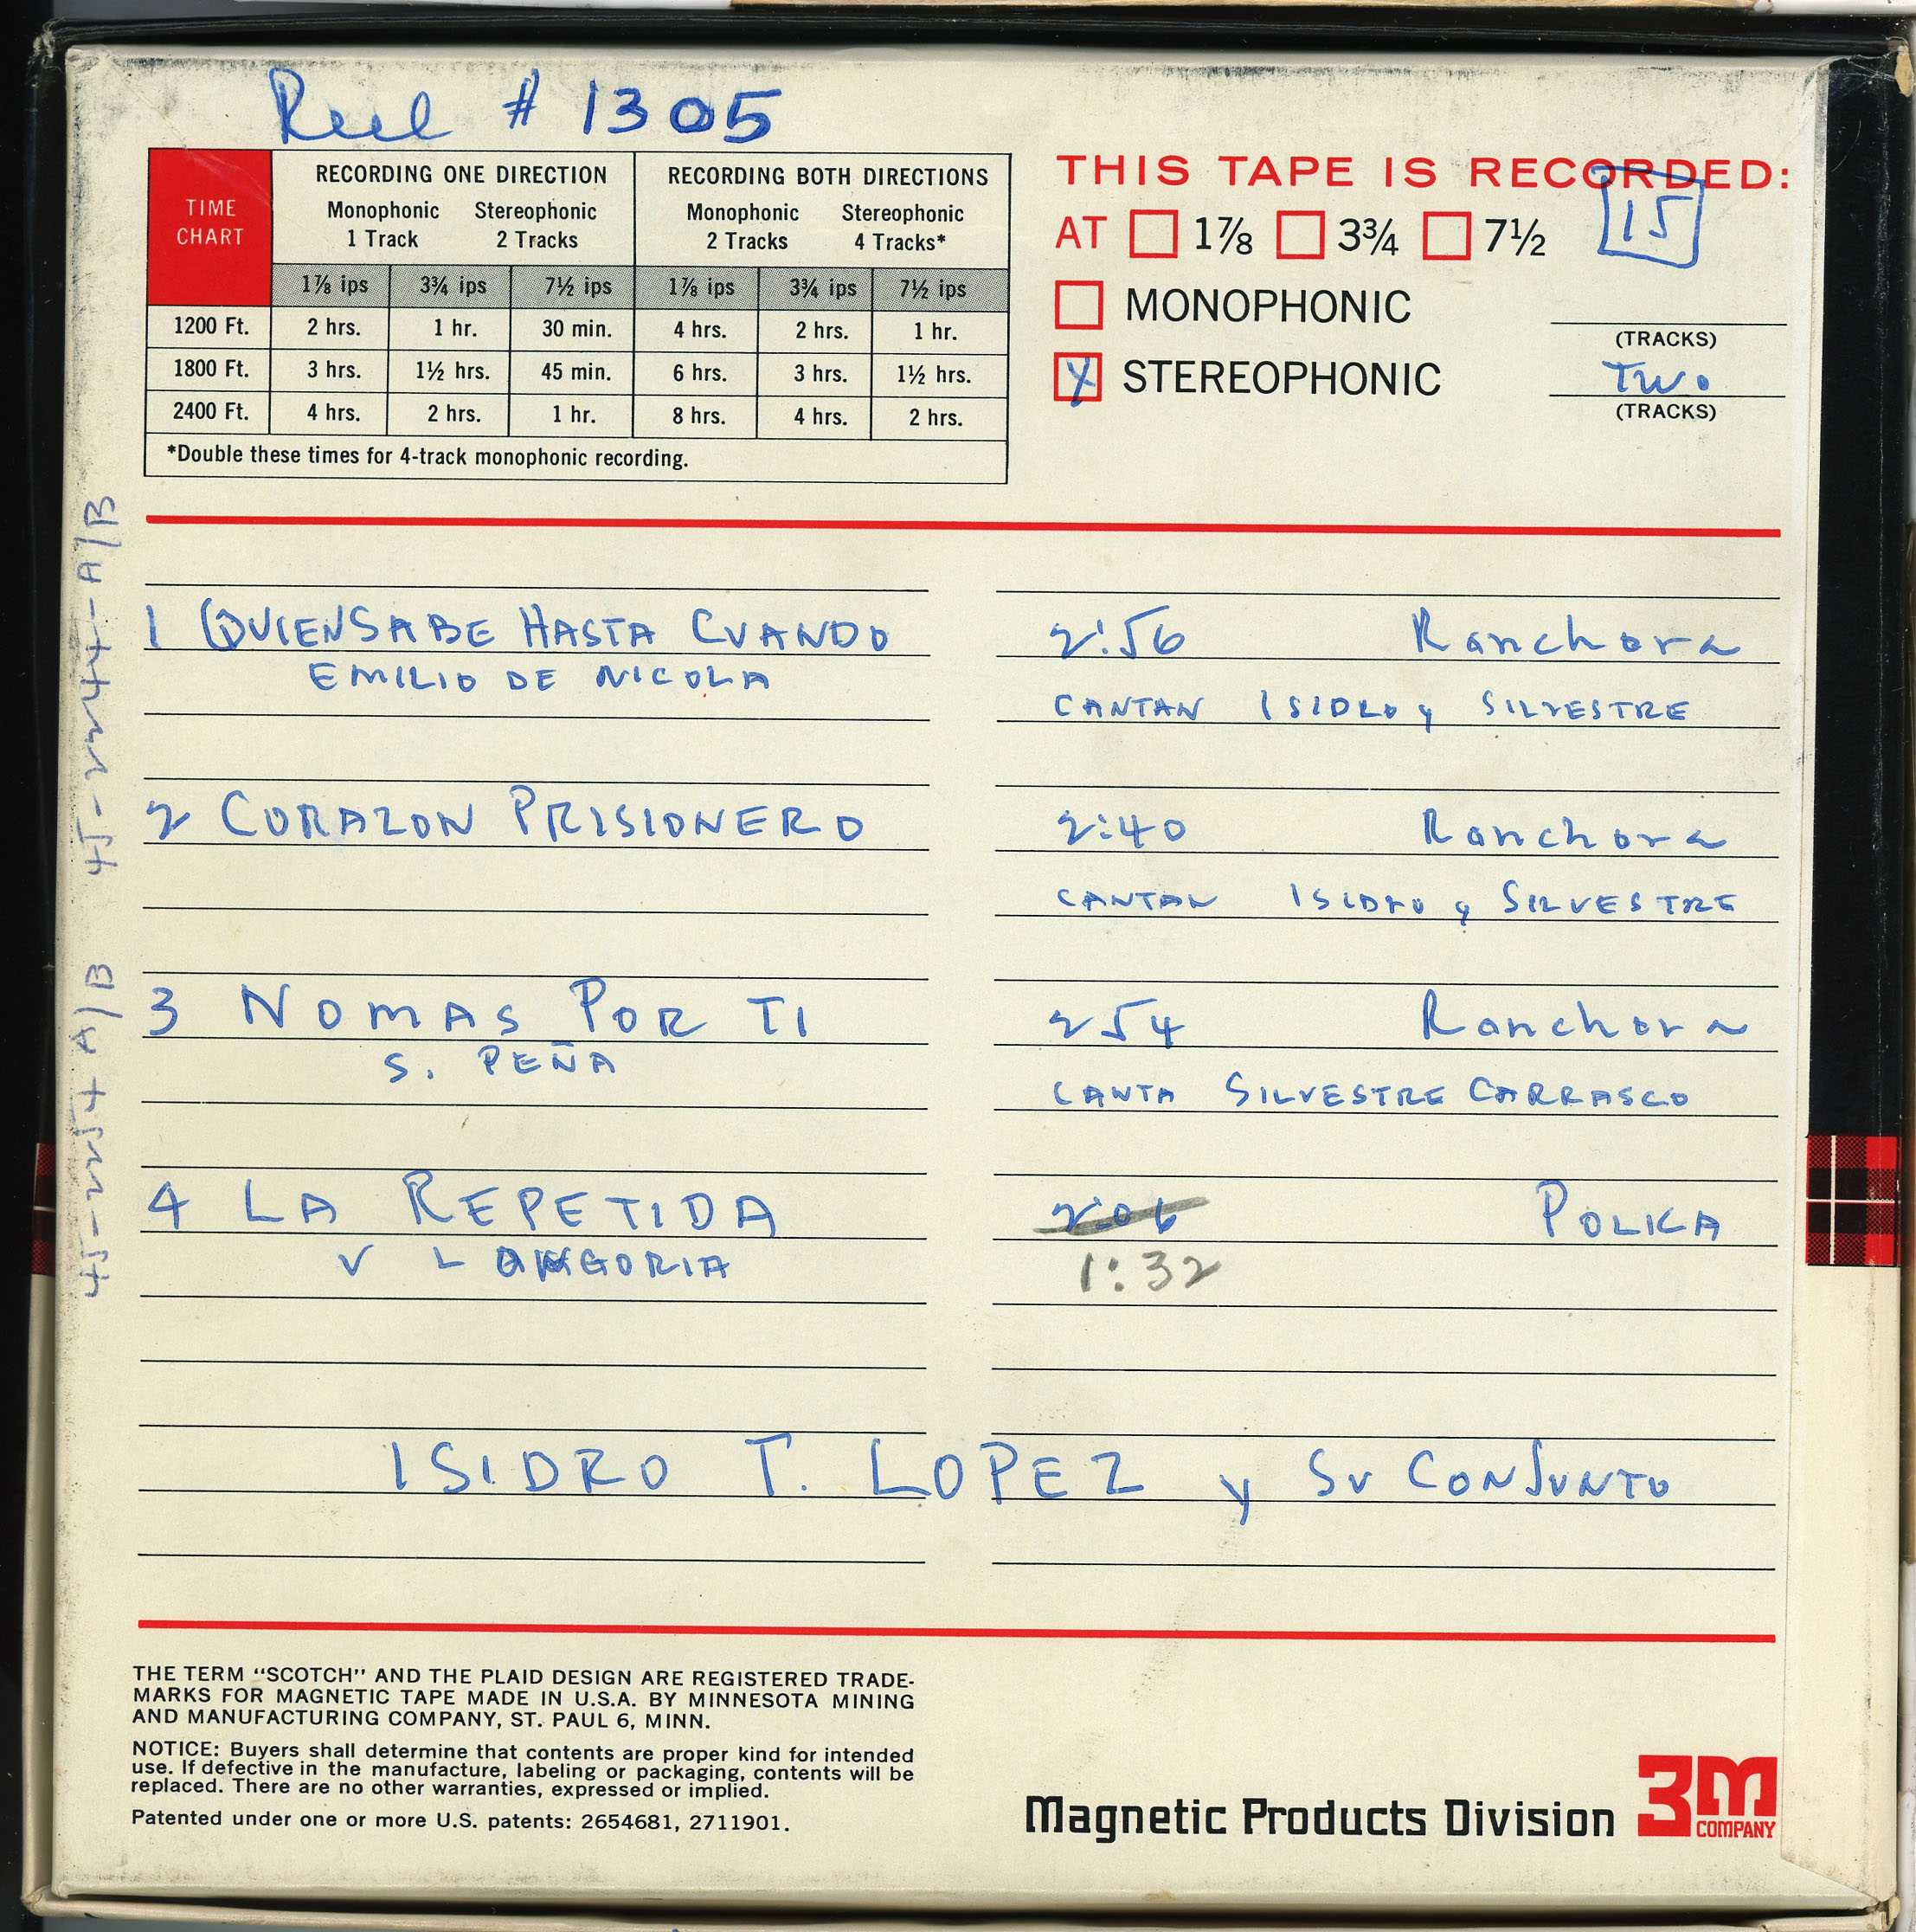 Reel # 1305
TIME CHART
RECORDING ONE DIRECTION RECORDING BOTH DIRECTIONS
Monophonic 1 Track Stereophonic 2 Tracks Monophonic 2 Tracks Stereophonic 4 Tracks*
1⅞ ips 3¾ ips 7½ ips 1⅞ ips 3¾ ips 7½ ips
1200 Ft. 2 hrs. 1 hr. 30 min. 4 hrs. 2 hrs. 1 hr.
1800 Ft. 3 hrs. 1½ hrs. 45 min. 6 hrs. 3 hrs. 1½ hrs.
2400 Ft. 4 hrs. 2 hrs. 1 hr. 8 hrs. 4 hrs. 2 hrs.
*Double these times for 4-track monophonic recording.
THIS TAPE IS RECORDED:
AT 1⅞ 3¾ 7½ 15
MONOPHONIC
(TRACKS)
X STEREOPHONIC Two
(TRACKS)
45-2244-A/B
45-2254 A/B
1 QUIEN SABE HASTA CUANDO 2:56 Ranchera
EMILIO DE NICOLA
CANTAN ISIDRO y SILVESTRE
2 CORAZON PRISIONERO 2:40 Ranchera
CANTAN ISIDRO y SILVESTRE
3 NOMAS POR TI 254 Ranchera
S. PEÑA
CANTA SILVESTRE CARRASCO
4 LA REPETIDA 2:06 POLKA
V LONGORIA 1:32
ISIDRO T. LOPEZ y SU CONJUNTO
THE TERM "SCOTCH" AND THE PLAID DESIGN ARE REGISTERED TRADE-
MARKS FOR MAGNETIC TAPE MADE IN U.S.A. BY MINNESOTA MINING
AND MANUFACTURING COMPANY, ST. PAUL 6, MINN.
NOTICE: Buyers shall determine that contents are proper kind for intended
use. If defective in the manufacture, labeling or packaging, contents will be
replaced. There are no other warranties, expressed or implied.
Patented under one or more U.S. patents: 2654681, 2711901.
Magnetic Products Division 3M COMPANY